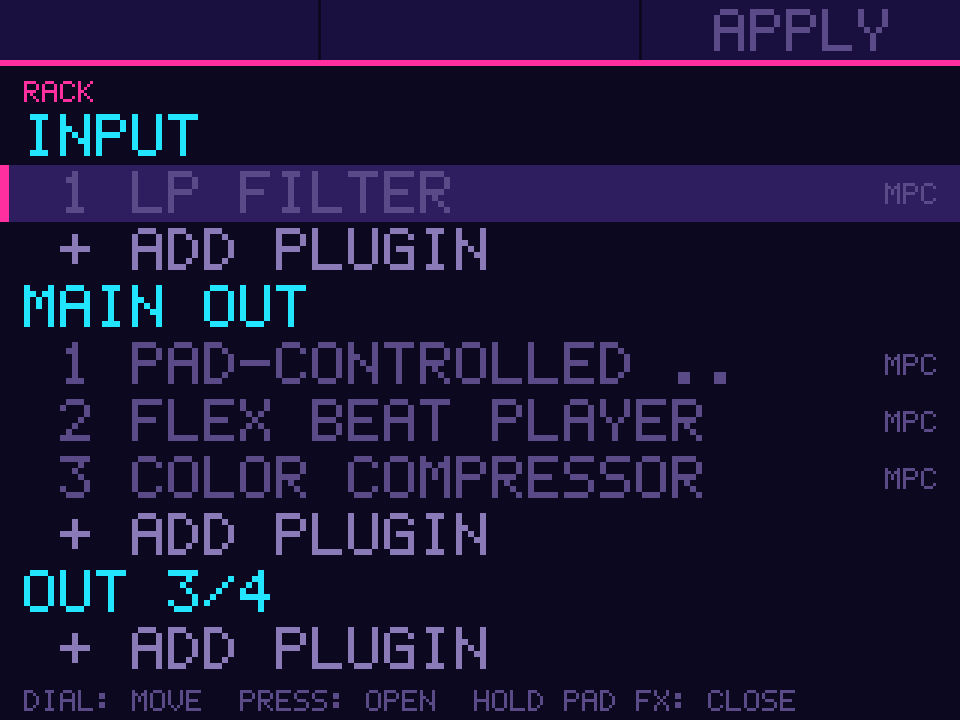 APPLY
RACK
INPUT
1 LP FILTER MPC
+ ADD PLUGIN
MAIN OUT
1 PAD-CONTROLLED .. MPC
2 FLEX BEAT PLAYER MPC
3 COLOR COMPRESSOR MPC
+ ADD PLUGIN
OUT 3/4
+ ADD PLUGIN
DIAL: MOVE PRESS: OPEN HOLD PAD FX: CLOSE